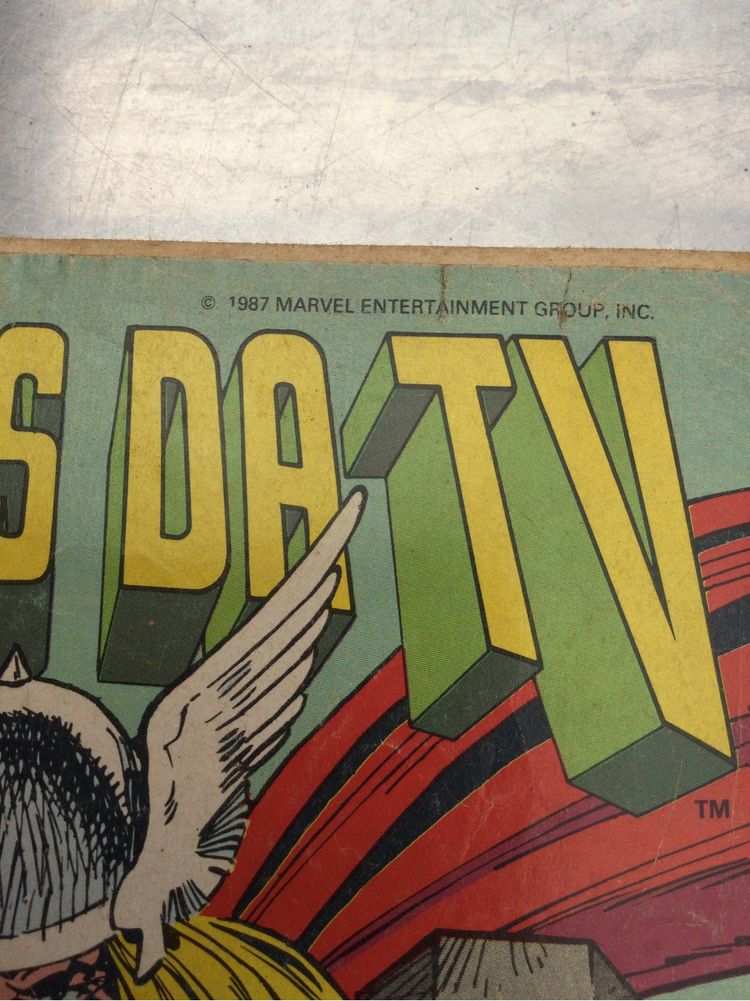 © 1987 MARVEL ENTERTAINMENT GROUP, INC.
S DA TV
TM